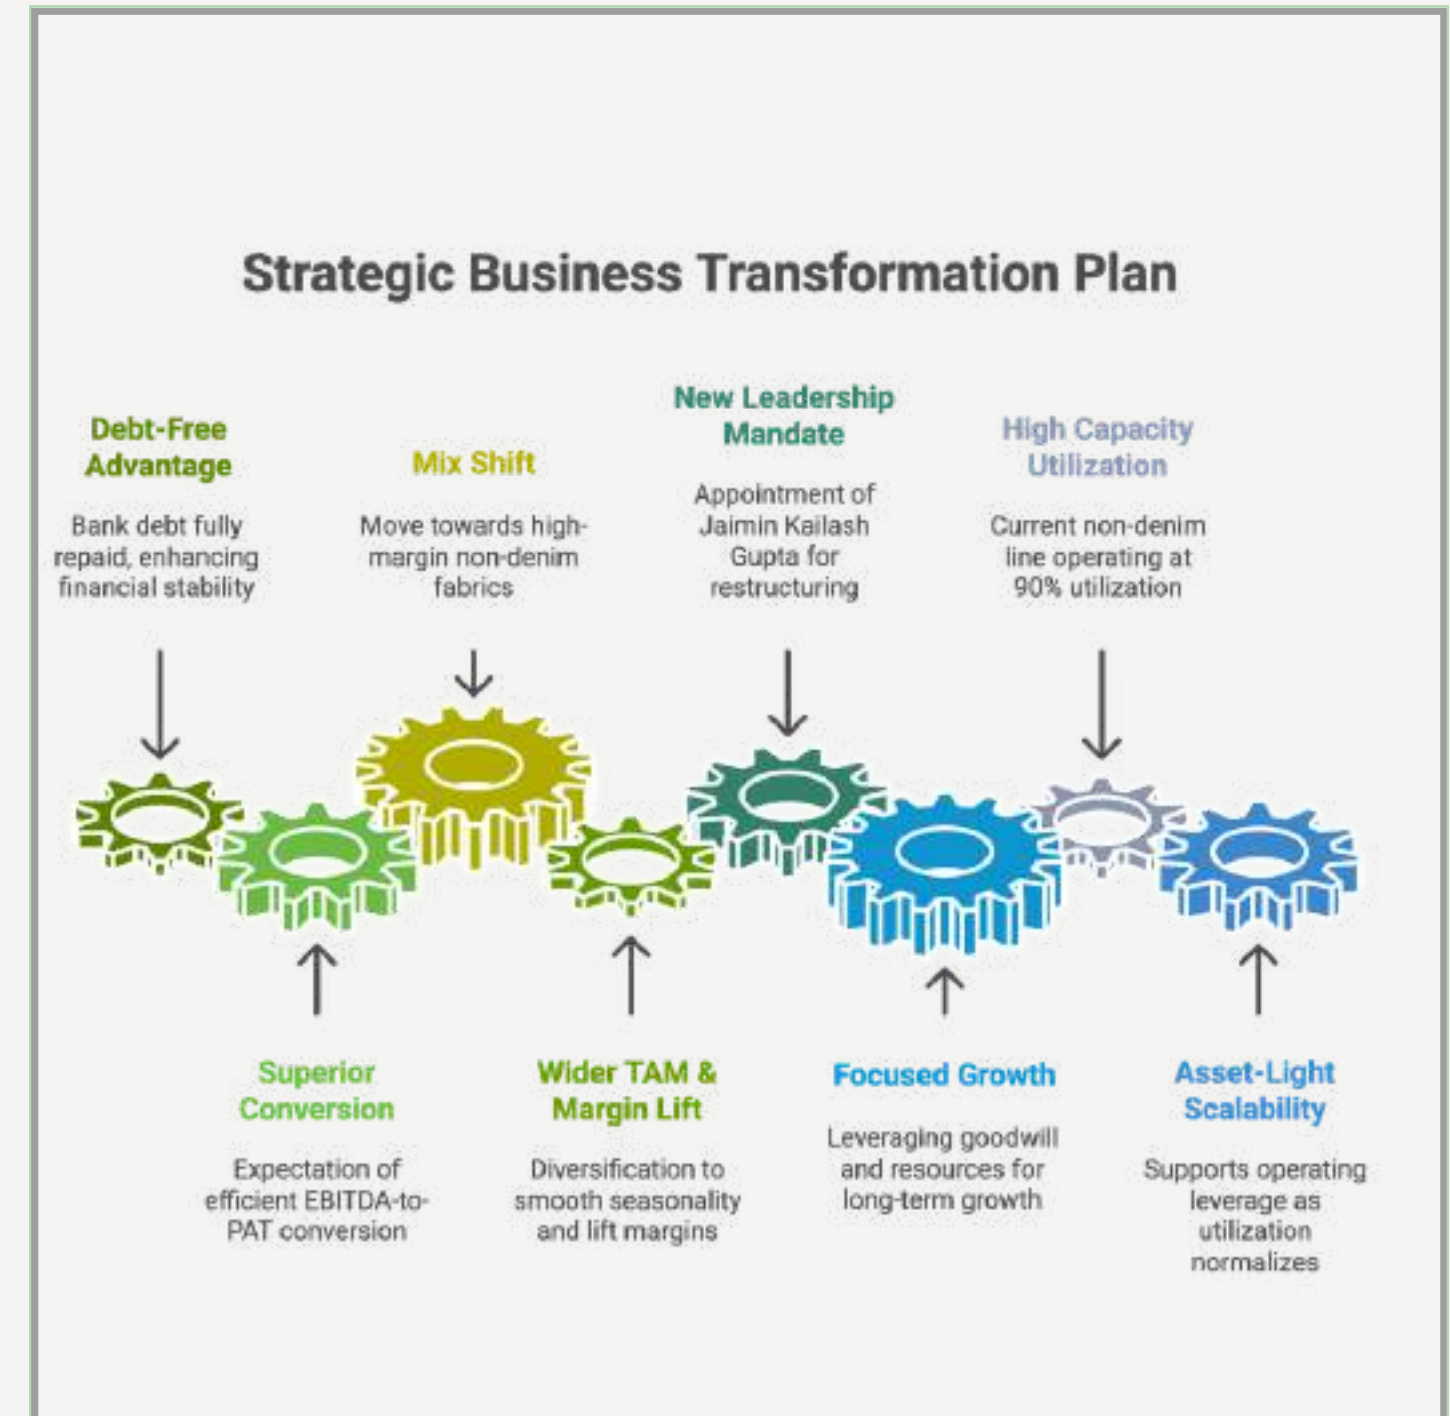 Strategic Business Transformation Plan
Debt-Free
Advantage
Bank debt fully
repaid, enhancing
financial stability
Mix Shift
Move towards high-
margin non-denim
fabrics
New Leadership
Mandate
Appointment of
Jaimin Kailash
Gupta for
restructuring
High Capacity
Utilization
Current non-denim
line operating at
90% utilization
Superior
Conversion
Expectation of
efficient EBITDA-to-
PAT conversion
Wider TAM &
Margin Lift
Diversification to
smooth seasonality
and lift margins
Focused Growth
Leveraging goodwill
and resources for
long-term growth
Asset-Light
Scalability
Supports operating
leverage as
utilization
normalizes